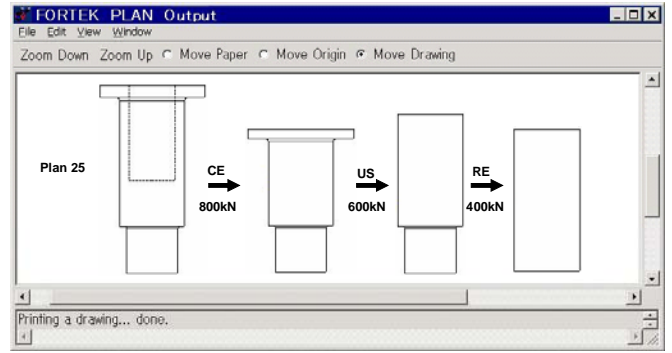 FORTEK PLAN Output
File Edit View Window
Zoom Down Zoom Up Move Paper Move Origin Move Drawing
Plan 25
CE
800kN
US
600kN
RE
400kN
Printing a drawing... done.